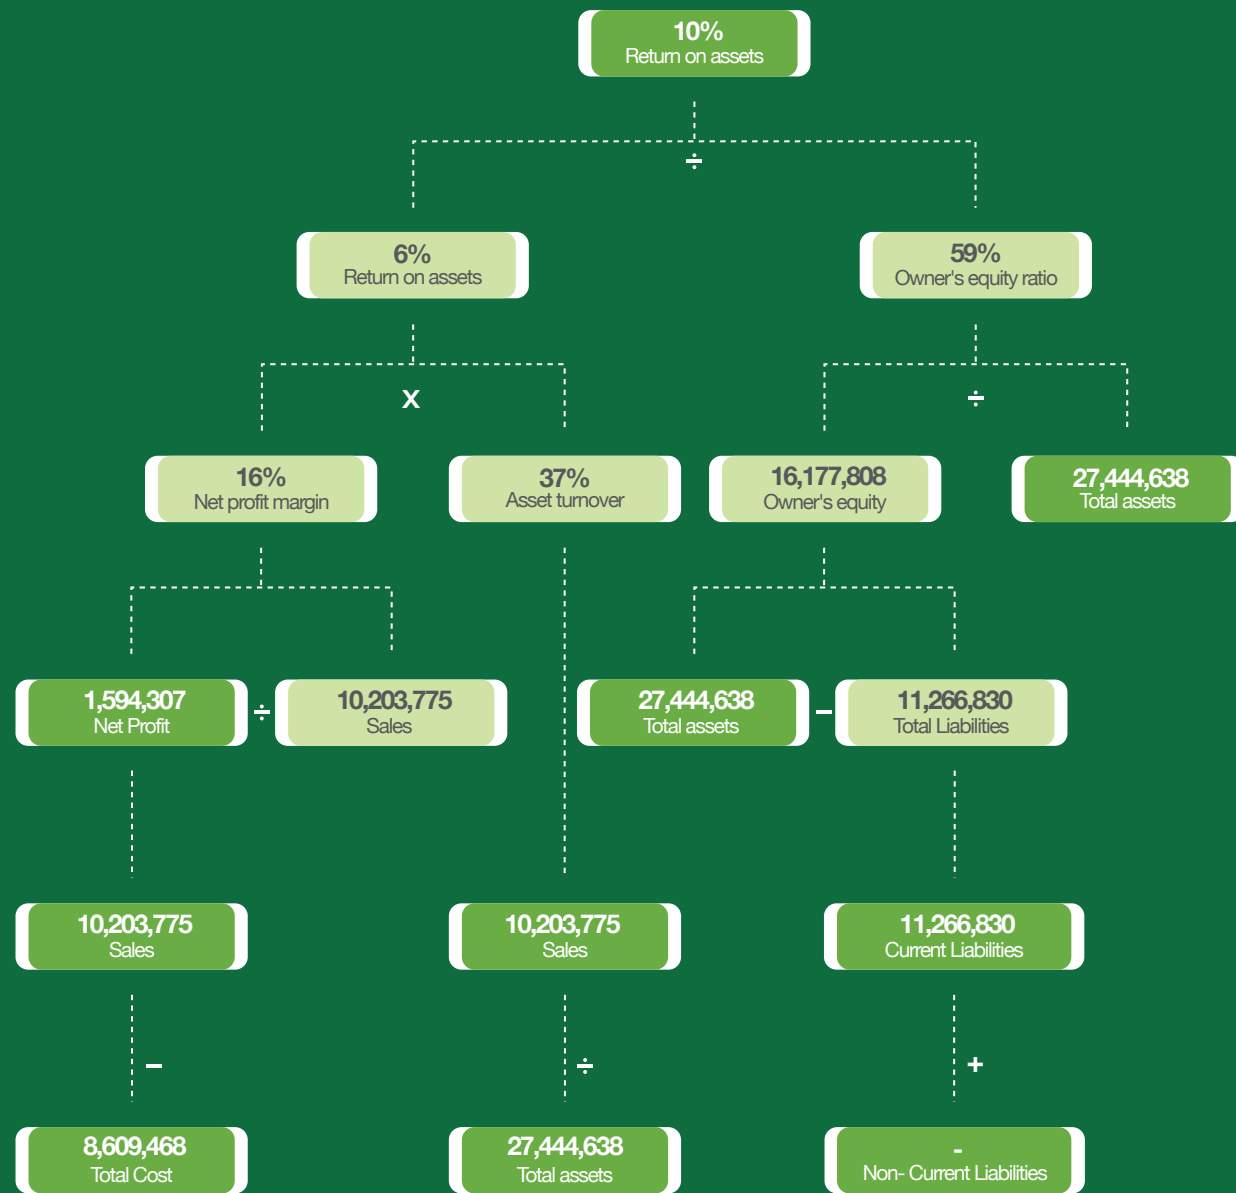 10%
Return on assets
÷
6%
Return on assets
59%
Owner's equity ratio
X
÷
16%
Net profit margin
37%
Asset turnover
16,177,808
Owner's equity
27,444,638
Total assets
1,594,307
Net Profit
÷
10,203,775
Sales
27,444,638
Total assets
−
11,266,830
Total Liabilities
10,203,775
Sales
10,203,775
Sales
11,266,830
Current Liabilities
−
÷
+
8,609,468
Total Cost
27,444,638
Total assets
-
Non- Current Liabilities